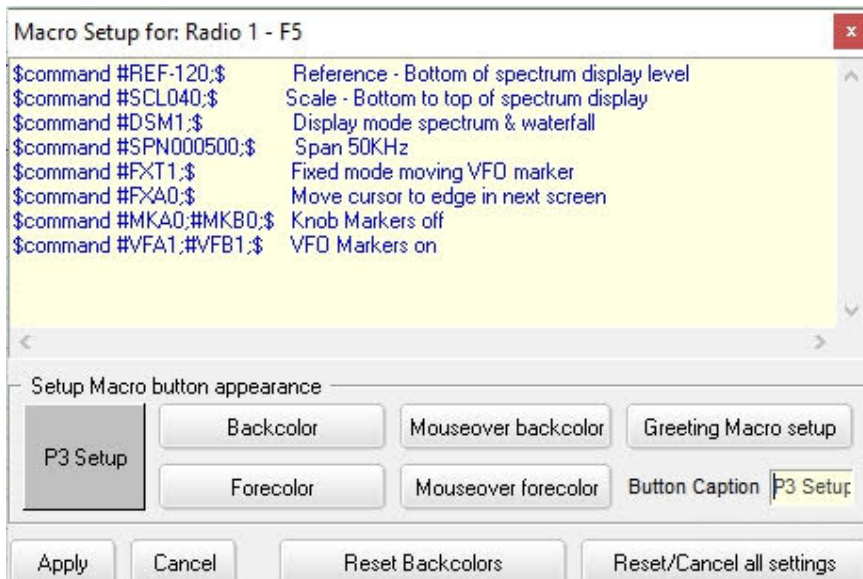 Macro Setup for: Radio 1 - F5
x
$command #REF-120;$ Reference - Bottom of spectrum display level
$command #SCL040;$ Scale - Bottom to top of spectrum display
$command #DSM1;$ Display mode spectrum & waterfall
$command #SPN000500;$ Span 50KHz
$command #FXT1;$ Fixed mode moving VFO marker
$command #FXA0;$ Move cursor to edge in next screen
$command #MKA0;#MKB0;$ Knob Markers off
$command #VFA1;#VFB1;$ VFO Markers on
Setup Macro button appearance
P3 Setup
Backcolor
Mouseover backcolor
Greeting Macro setup
Forecolor
Mouseover forecolor
Button Caption P3 Setup
Apply
Cancel
Reset Backcolors
Reset/Cancel all settings